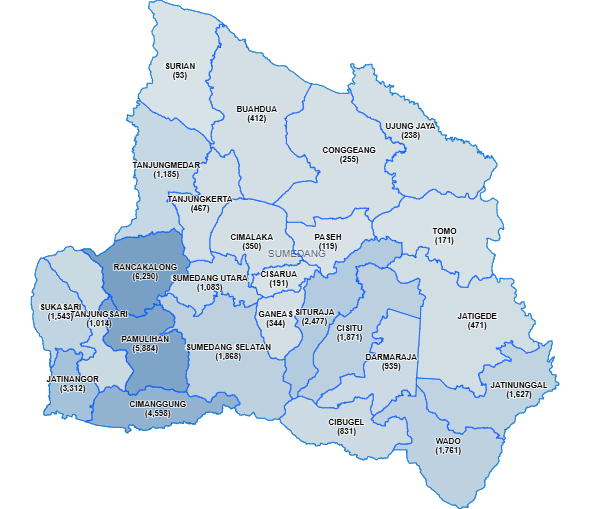 SURIAN
(93)
BUAHDUA
(412)
UJUNG JAYA
(238)
CONGGEANG
(255)
TANJUNGMEDAR
(1,185)
TANJUNGKERTA
(467)
CIMALAKA
(350)
PASEH
(119)
TOMO
(171)
SUMEDANG
RANCAKALONG
(6,290)
SUMEDANG UTARA
(1,083)
CISARUA
(191)
SUKASARI
(1,543)
TANJUNGSARI
(1,014)
GANEAS
(344)
SITURAJA
(2,477)
CISITU
(1,871)
JATIGEDE
(471)
PAMULIHAN
(5,884)
SUMEDANG SELATAN
(1,868)
DARMARAJA
(939)
JATINANGOR
(3,312)
JATINUNGGAL
(1,627)
CIMANGGUNG
(4,598)
CIBUGEL
(831)
WADO
(1,761)